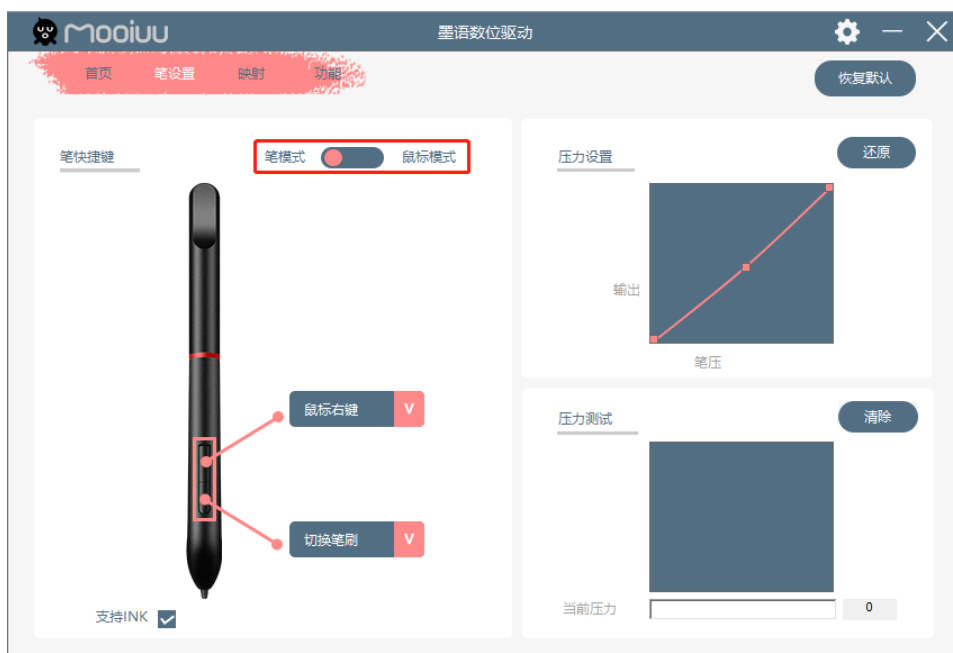 Mooiuu
墨语数位驱动
首页 笔设置 映射 功能
恢复默认
笔快捷键
笔模式 鼠标模式
鼠标右键 V
切换笔刷 V
支持INK
压力设置
还原
输出
笔压
压力测试
清除
当前压力 0